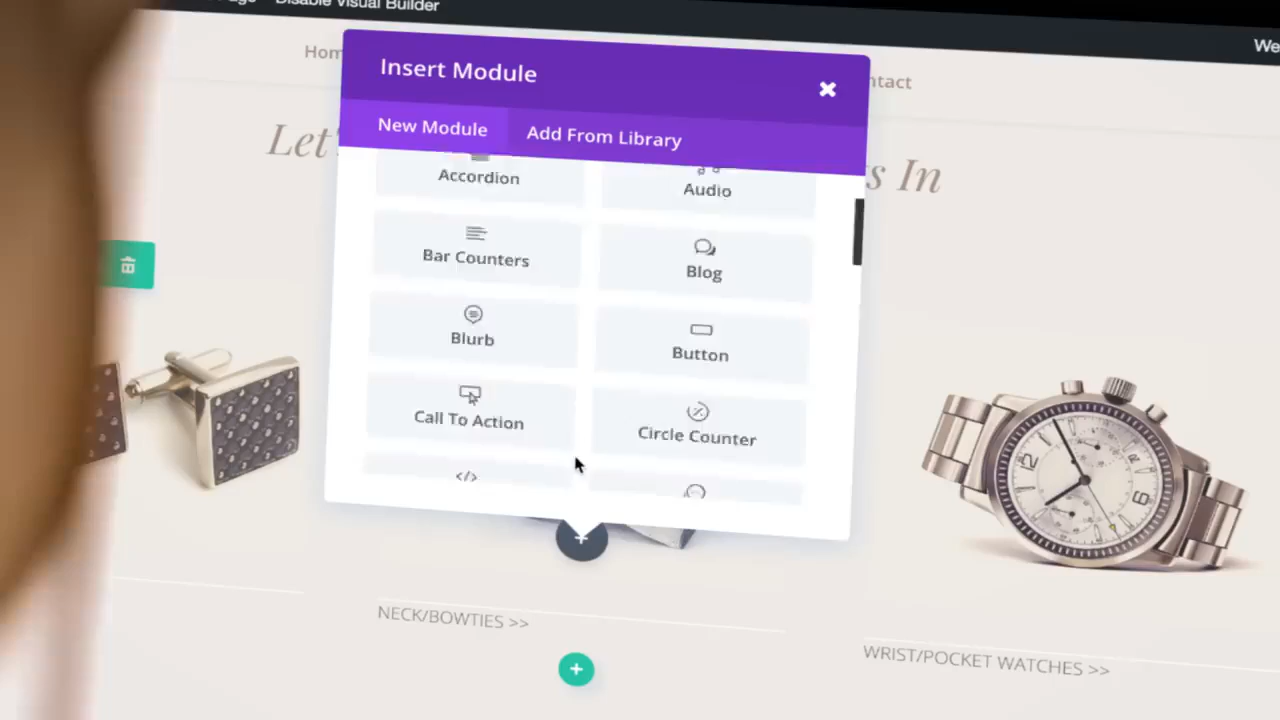 Disable Visual Builder
We
Hom
ntact
Insert Module
New Module
Add From Library
Let'
s In
Accordion
Audio
Bar Counters
Blog
Blurb
Button
Call To Action
Circle Counter
NECK/BOWTIES >>
WRIST/POCKET WATCHES >>